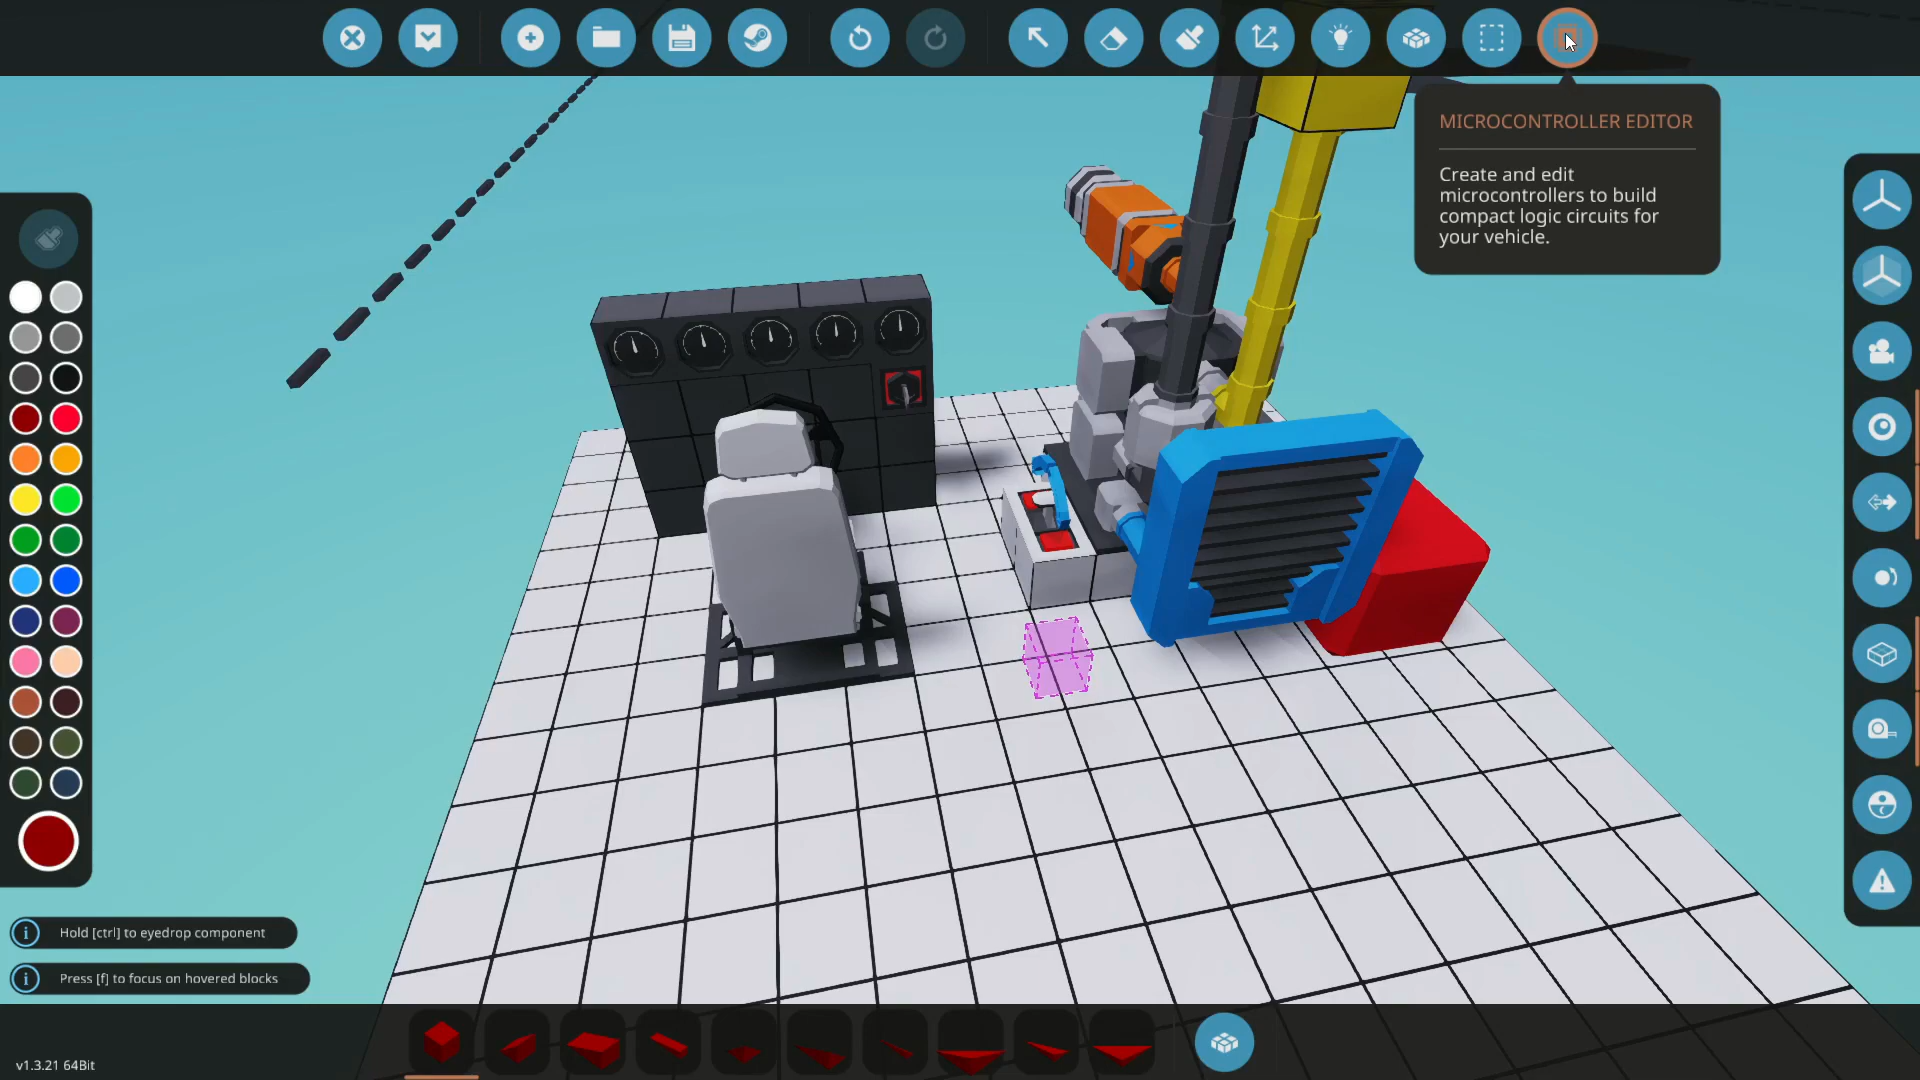 MICROCONTROLLER EDITOR
Create and edit
microcontrollers to build
compact logic circuits for
your vehicle.
Hold [ctrl] to eyedrop component
Press [f] to focus on hovered blocks
v1.3.21 64Bit